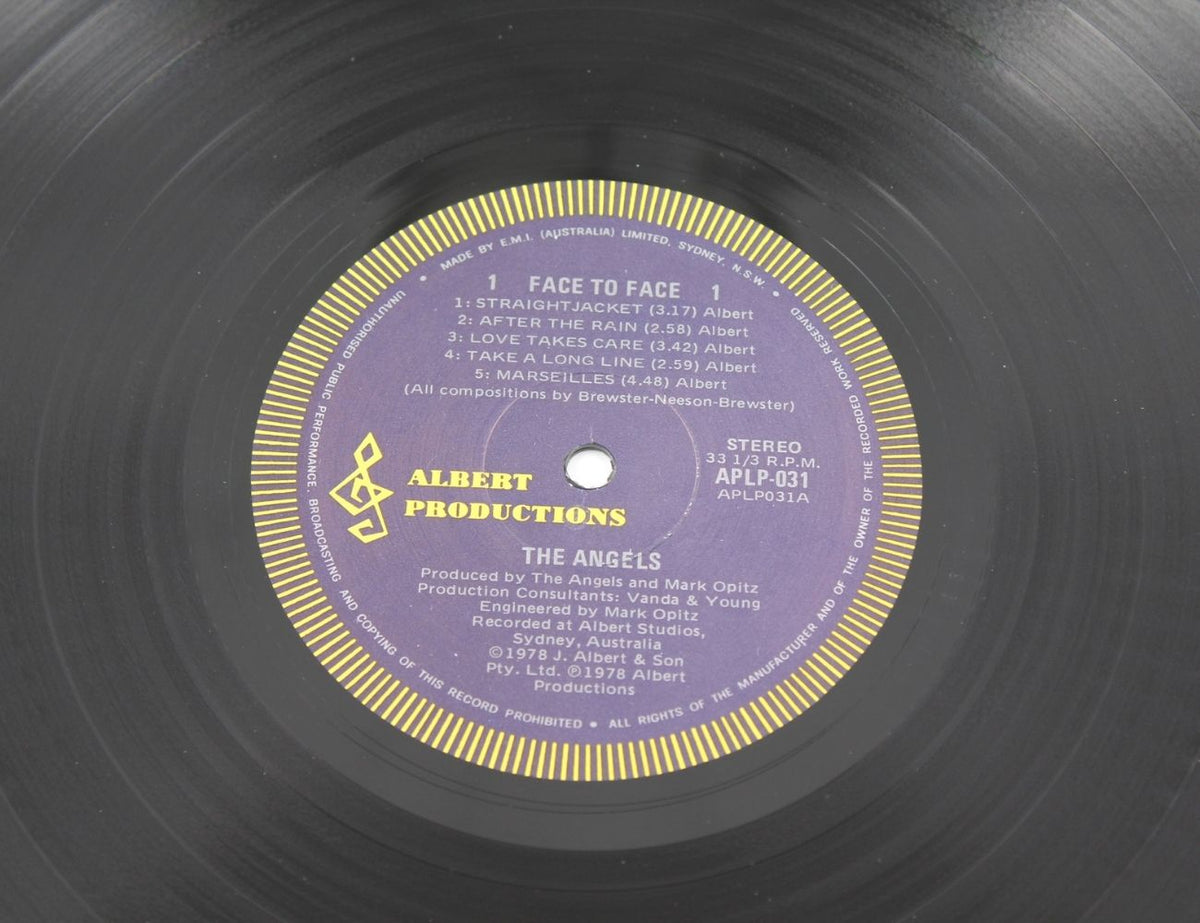 MADE BY E.M.I. (AUSTRALIA) LIMITED, SYDNEY, N.S.W.
1 FACE TO FACE 1
1: STRAIGHTJACKET (3.17) Albert
2: AFTER THE RAIN (2.58) Albert
3: LOVE TAKES CARE (3.42) Albert
4: TAKE A LONG LINE (2.59) Albert
5: MARSEILLES (4.48) Albert
(All compositions by Brewster-Neeson-Brewster)
STEREO
33 1/3 R.P.M.
APLP-031
APLP031A
ALBERT
PRODUCTIONS
THE ANGELS
Produced by The Angels and Mark Opitz
Production Consultants: Vanda & Young
Engineered by Mark Opitz
Recorded at Albert Studios,
Sydney, Australia
©1978 J. Albert & Son
Pty. Ltd. ℗1978 Albert
Productions
UNAUTHORISED PUBLIC PERFORMANCE, BROADCASTING AND COPYING OF THIS RECORD PROHIBITED • ALL RIGHTS OF THE MANUFACTURER AND OF THE OWNER OF THE RECORDED WORK RESERVED